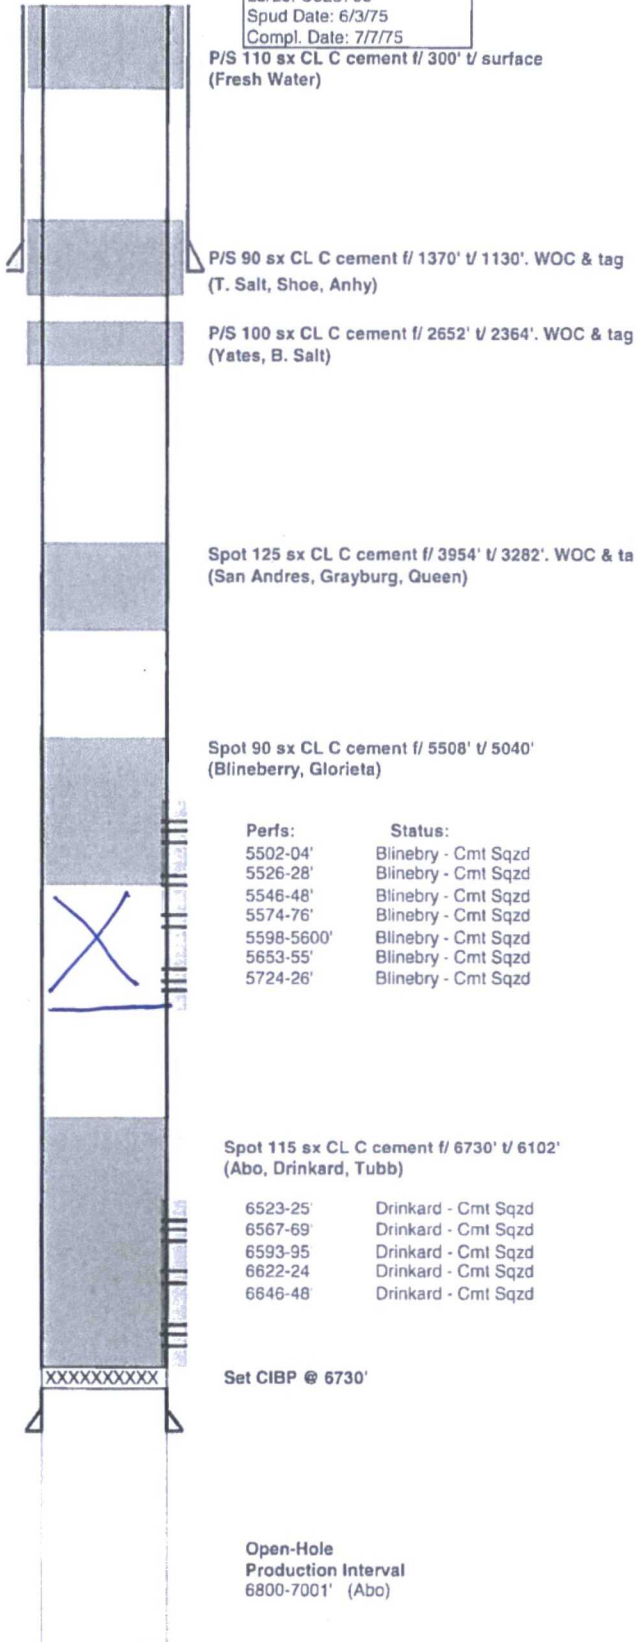 Spud Date: 6/3/75
Compl. Date: 7/7/75
P/S 110 sx CL C cement f/ 300' t/ surface
(Fresh Water)
P/S 90 sx CL C cement f/ 1370' t/ 1130'. WOC & tag
(T. Salt, Shoe, Anhy)
P/S 100 sx CL C cement f/ 2652' t/ 2364'. WOC & tag
(Yates, B. Salt)
Spot 125 sx CL C cement f/ 3954' t/ 3282'. WOC & ta
(San Andres, Grayburg, Queen)
Spot 90 sx CL C cement f/ 5508' t/ 5040'
(Blineberry, Glorieta)
Perfs: Status:
5502-04' Blinebry - Cmt Sqzd
5526-28' Blinebry - Cmt Sqzd
5546-48' Blinebry - Cmt Sqzd
5574-76' Blinebry - Cmt Sqzd
5598-5600' Blinebry - Cmt Sqzd
5653-55' Blinebry - Cmt Sqzd
5724-26' Blinebry - Cmt Sqzd
Spot 115 sx CL C cement f/ 6730' t/ 6102'
(Abo, Drinkard, Tubb)
6523-25' Drinkard - Cmt Sqzd
6567-69' Drinkard - Cmt Sqzd
6593-95 Drinkard - Cmt Sqzd
6622-24 Drinkard - Cmt Sqzd
6646-48' Drinkard - Cmt Sqzd
XXXXXXXXXX Set CIBP @ 6730'
Open-Hole
Production Interval
6800-7001' (Abo)